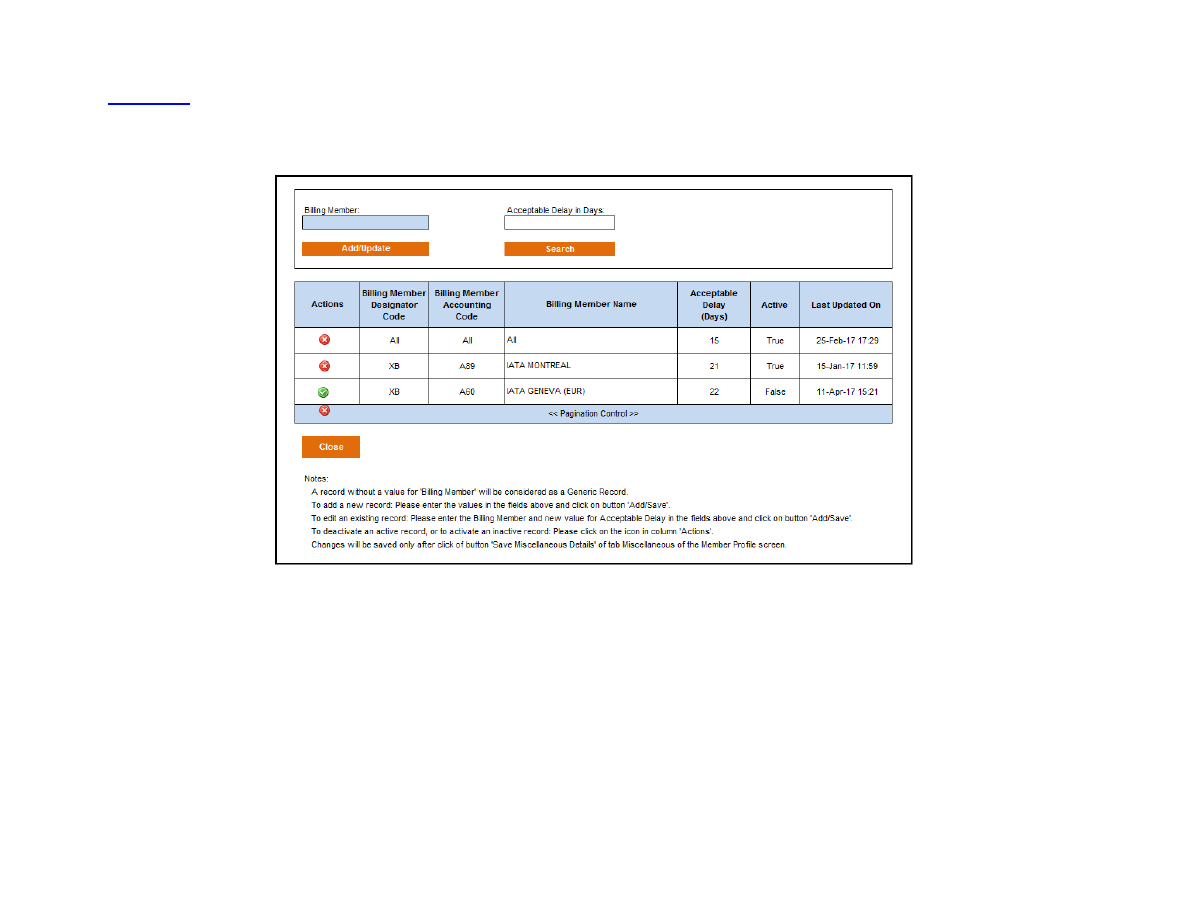 Billing Member: Acceptable Delay in Days:
Add/Update Search
Actions Billing Member Designator Code Billing Member Accounting Code Billing Member Name Acceptable Delay (Days) Active Last Updated On
All All All 15 True 25-Feb-17 17:29
XB A89 IATA MONTREAL 21 True 15-Jan-17 11:59
XB A60 IATA GENEVA (EUR) 22 False 11-Apr-17 15:21
<< Pagination Control >>
Close
Notes:
A record without a value for 'Billing Member' will be considered as a Generic Record.
To add a new record: Please enter the values in the fields above and click on button 'Add/Save'.
To edit an existing record: Please enter the Billing Member and new value for Acceptable Delay in the fields above and click on button 'Add/Save'.
To deactivate an active record, or to activate an inactive record: Please click on the icon in column 'Actions'.
Changes will be saved only after click of button 'Save Miscellaneous Details' of tab Miscellaneous of the Member Profile screen.